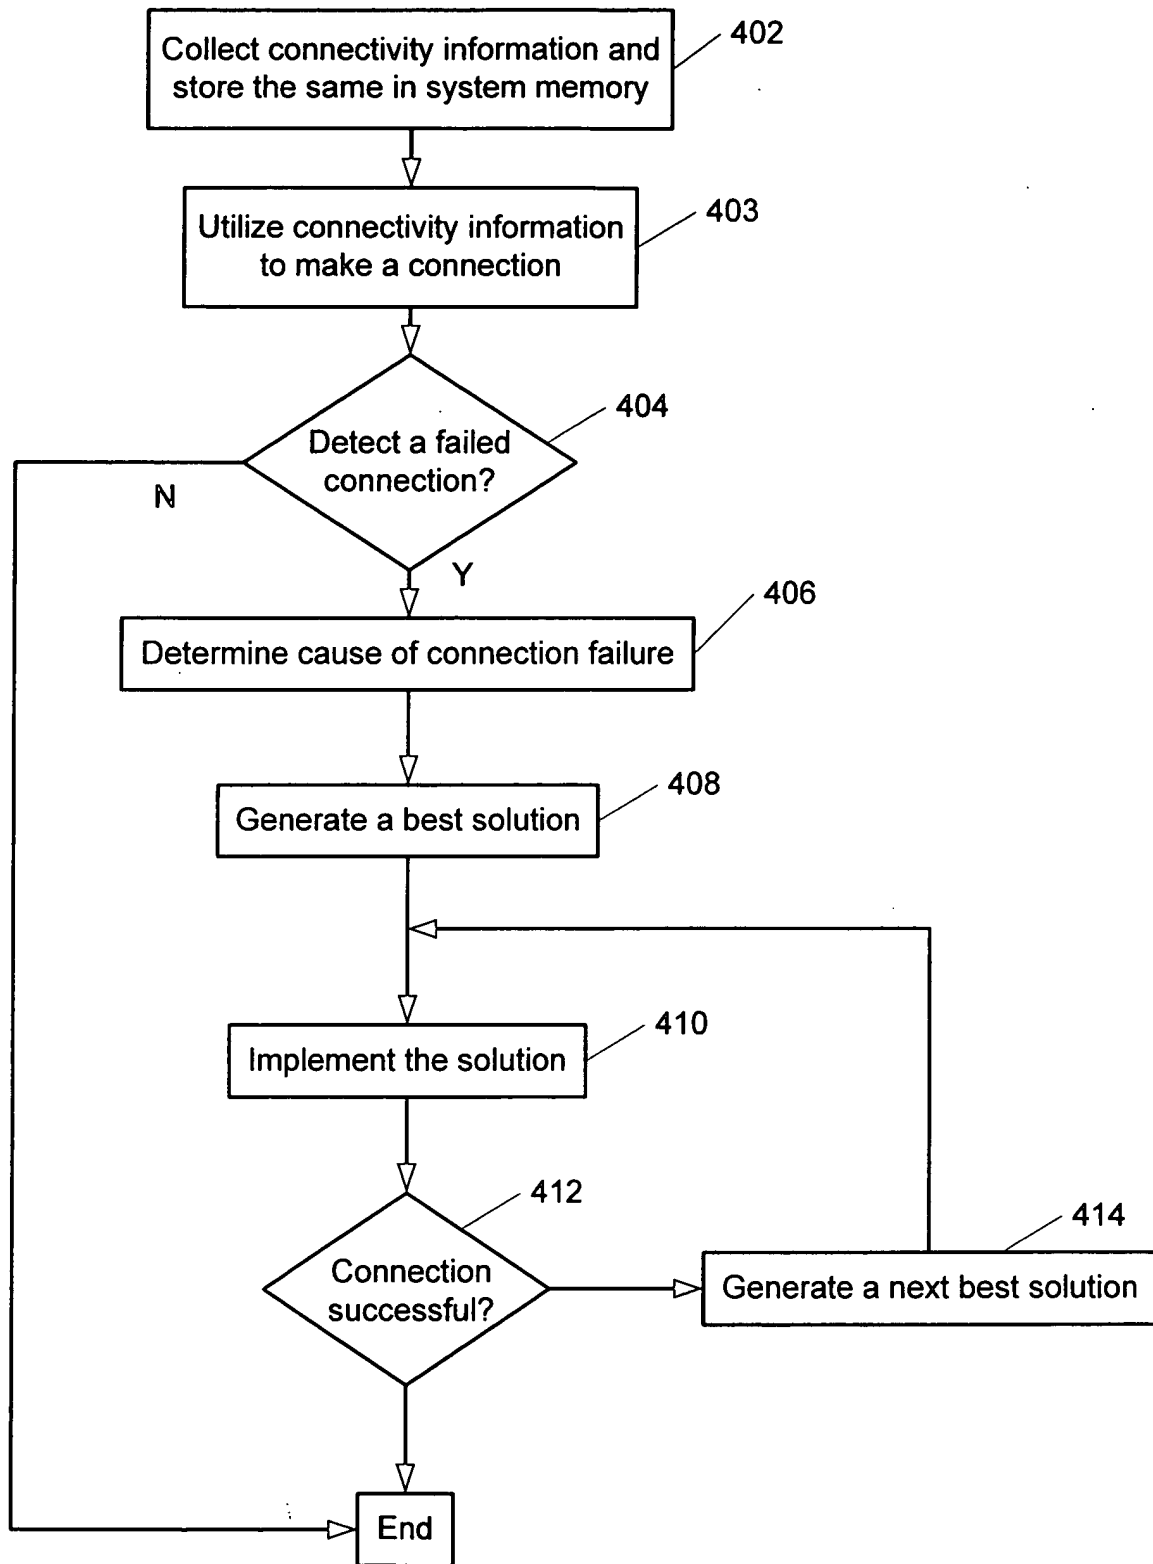 Collect connectivity information and
store the same in system memory
402
Utilize connectivity information
to make a connection
403
Detect a failed
connection?
404
N
Y
Determine cause of connection failure
406
Generate a best solution
408
Implement the solution
410
Connection
successful?
412
Generate a next best solution
414
End